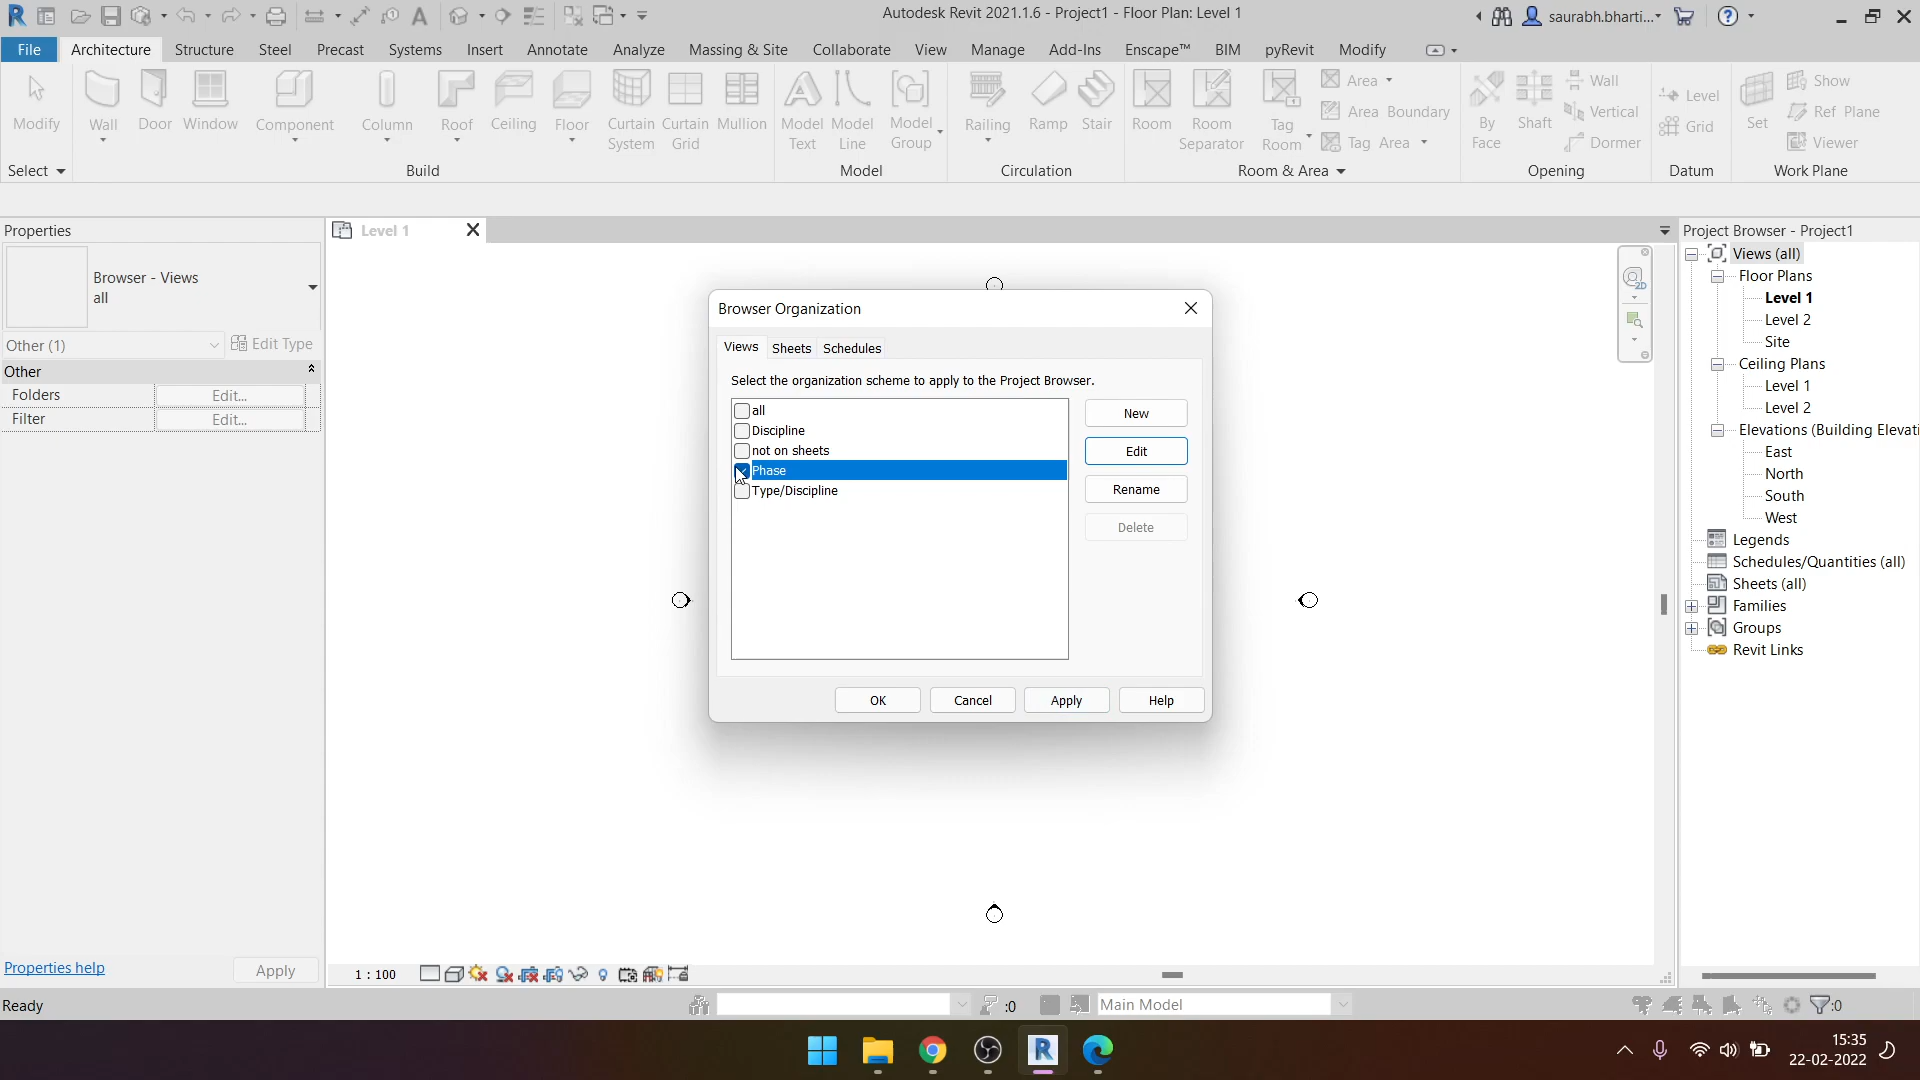 Autodesk Revit 2021.1.6 - Project1 - Floor Plan: Level 1
saurabh.bharti...
File Architecture Structure Steel Precast Systems Insert Annotate Analyze Massing & Site Collaborate View Manage Add-Ins Enscape™ BIM pyRevit Modify
Modify
Wall
Door
Window
Component
Column
Roof
Ceiling
Floor
Curtain System
Curtain Grid
Mullion
Model Text
Model Line
Model Group
Railing
Ramp
Stair
Room
Room Separator
Tag Room
Area
Area Boundary
Tag Area
By Face
Shaft
Wall
Vertical
Dormer
Level
Grid
Set
Show
Ref Plane
Viewer
Select
Build
Model
Circulation
Room & Area
Opening
Datum
Work Plane
Properties
Browser - Views
all
Other (1)
Edit Type
Other
Folders
Edit...
Filter
Edit...
Properties help
Apply
Level 1
2D
Browser Organization
Views Sheets Schedules
Select the organization scheme to apply to the Project Browser.
all
Discipline
not on sheets
Phase
Type/Discipline
New
Edit
Rename
Delete
OK
Cancel
Apply
Help
Project Browser - Project1
Views (all)
Floor Plans
Level 1
Level 2
Site
Ceiling Plans
Level 1
Level 2
Elevations (Building Elevati
East
North
South
West
Legends
Schedules/Quantities (all)
Sheets (all)
Families
Groups
Revit Links
1 : 100
Ready
:0
Main Model
:0
15:35
22-02-2022